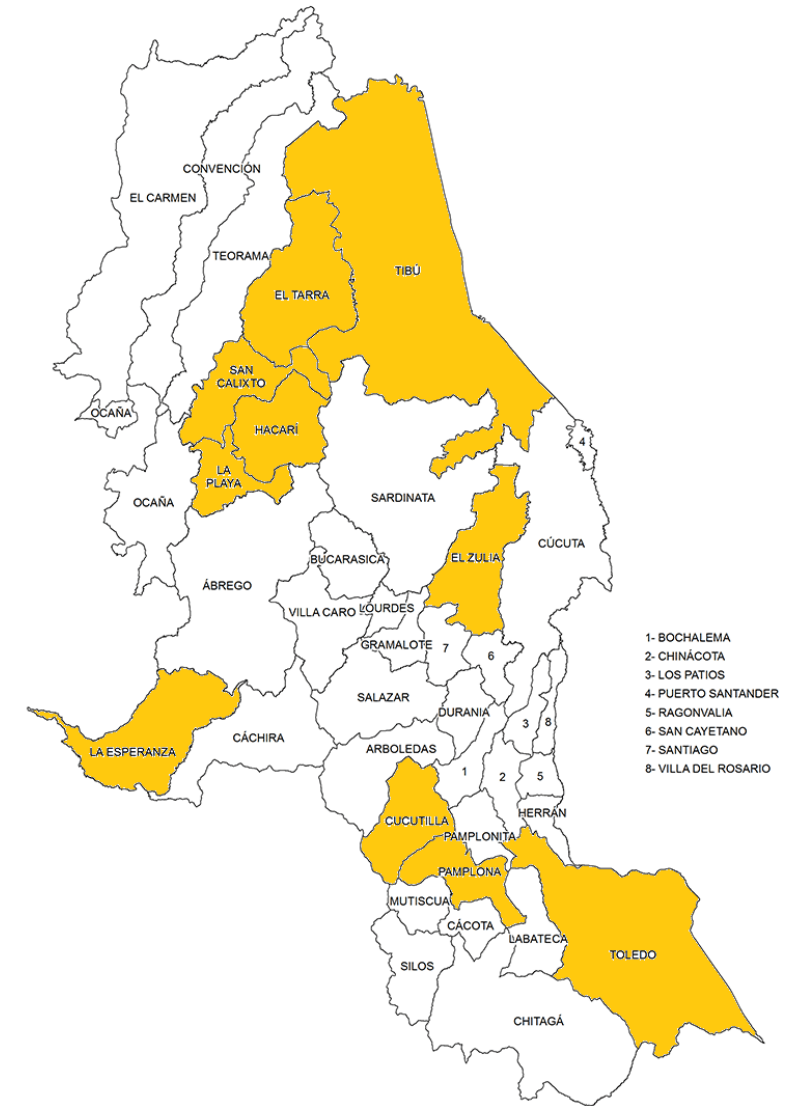 CONVENCIÓN
EL CARMEN
TEORAMA
TIBÚ
EL TARRA
SAN
CALIXTO
OCAÑA
HACARÍ
4
LA
PLAYA
SARDINATA
OCAÑA
CÚCUTA
BUCARASICA
EL ZULIA
ÁBREGO
VILLA CARO
LOURDES
GRAMALOTE
7
6
1- BOCHALEMA
2- CHINÁCOTA
3- LOS PATIOS
4- PUERTO SANTANDER
5- RAGONVALIA
6- SAN CAYETANO
7- SANTIAGO
8- VILLA DEL ROSARIO
SALAZAR
DURANIA
3
8
CÁCHIRA
LA ESPERANZA
ARBOLEDAS
1
2
5
HERRÁN
CUCUTILLA
PAMPLONITA
PAMPLONA
MUTISCUA
CÁCOTA
LABATECA
TOLEDO
SILOS
CHITAGÁ